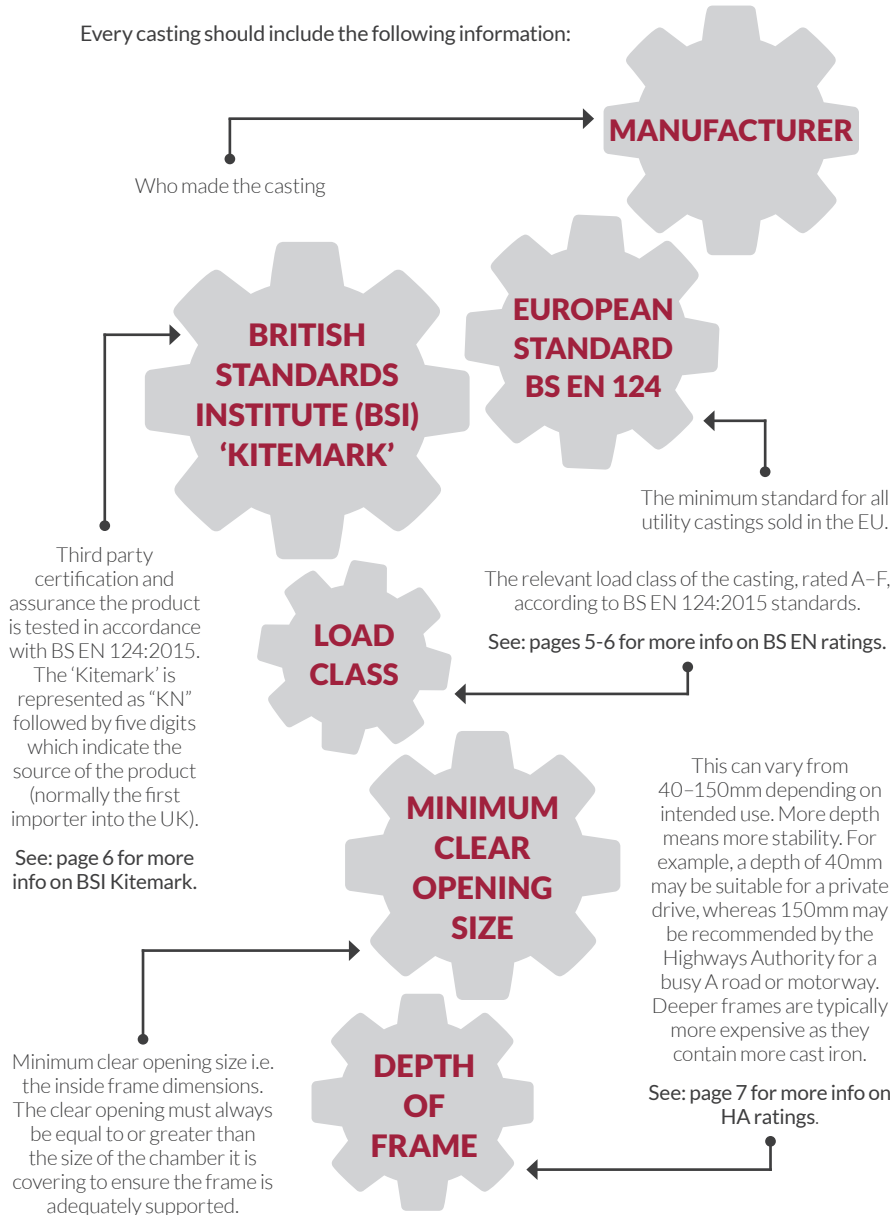 Every casting should include the following information:
MANUFACTURER
Who made the casting
EUROPEAN
STANDARD
BS EN 124
BRITISH
STANDARDS
INSTITUTE (BSI)
‘KITEMARK’
The minimum standard for all
utility castings sold in the EU.
Third party
certification and
assurance the product
is tested in accordance
with BS EN 124:2015.
The ‘Kitemark’ is
represented as “KN”
followed by five digits
which indicate the
source of the product
(normally the first
importer into the UK).
See: page 6 for more
info on BSI Kitemark.
The relevant load class of the casting, rated A–F,
according to BS EN 124:2015 standards.
See: pages 5-6 for more info on BS EN ratings.
LOAD
CLASS
MINIMUM
CLEAR
OPENING
SIZE
This can vary from
40–150mm depending on
intended use. More depth
means more stability. For
example, a depth of 40mm
may be suitable for a private
drive, whereas 150mm may
be recommended by the
Highways Authority for a
busy A road or motorway.
Deeper frames are typically
more expensive as they
contain more cast iron.
See: page 7 for more info on
HA ratings.
Minimum clear opening size i.e.
the inside frame dimensions.
The clear opening must always
be equal to or greater than
the size of the chamber it is
covering to ensure the frame is
adequately supported.
DEPTH
OF
FRAME